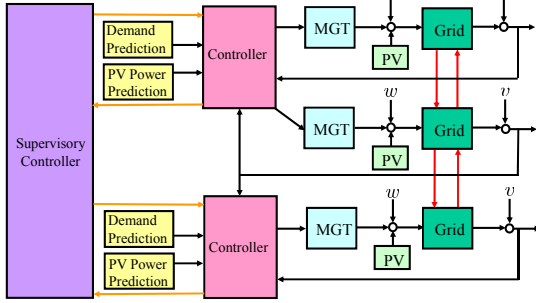 Demand
Prediction
PV Power
Prediction
Controller
MGT
PV
Grid
Supervisory
Controller
MGT
w
PV
Grid
v
Demand
Prediction
PV Power
Prediction
Controller
MGT
w
PV
Grid
v